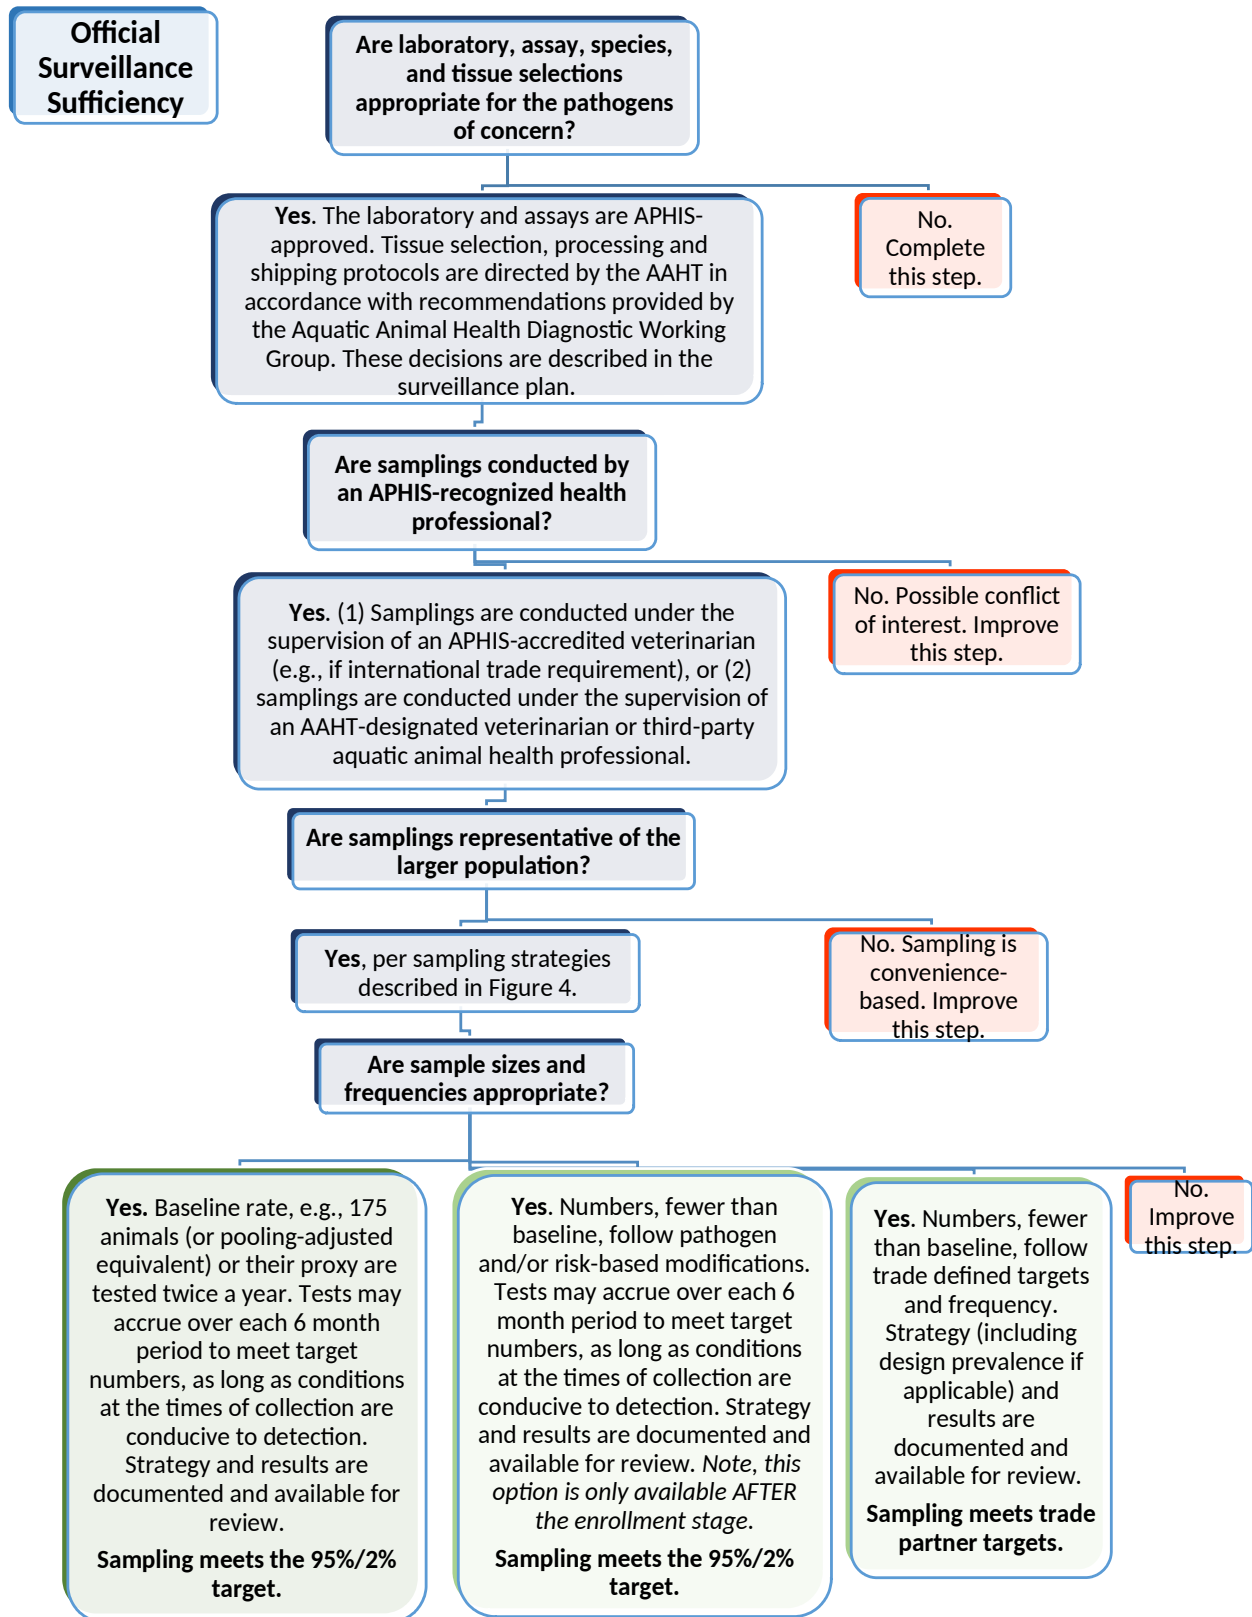 Official
Surveillance
Sufficiency
Are laboratory, assay, species,
and tissue selections
appropriate for the pathogens
of concern?
Yes. The laboratory and assays are APHIS-
approved. Tissue selection, processing and
shipping protocols are directed by the AAHT in
accordance with recommendations provided by
the Aquatic Animal Health Diagnostic Working
Group. These decisions are described in the
surveillance plan.
No.
Complete
this step.
Are samplings conducted by
an APHIS-recognized health
professional?
Yes. (1) Samplings are conducted under the
supervision of an APHIS-accredited veterinarian
(e.g., if international trade requirement), or (2)
samplings are conducted under the supervision of
an AAHT-designated veterinarian or third-party
aquatic animal health professional.
No. Possible conflict
of interest. Improve
this step.
Are samplings representative of the
larger population?
Yes, per sampling strategies
described in Figure 4.
No. Sampling is
convenience-
based. Improve
this step.
Are sample sizes and
frequencies appropriate?
Yes. Baseline rate, e.g., 175
animals (or pooling-adjusted
equivalent) or their proxy are
tested twice a year. Tests may
accrue over each 6 month
period to meet target
numbers, as long as conditions
at the times of collection are
conducive to detection.
Strategy and results are
documented and available for
review.
Sampling meets the 95%/2%
target.
Yes. Numbers, fewer than
baseline, follow pathogen
and/or risk-based modifications.
Tests may accrue over each 6
month period to meet target
numbers, as long as conditions
at the times of collection are
conducive to detection. Strategy
and results are documented and
available for review. Note, this
option is only available AFTER
the enrollment stage.
Sampling meets the 95%/2%
target.
Yes. Numbers, fewer
than baseline, follow
trade defined targets
and frequency.
Strategy (including
design prevalence if
applicable) and
results are
documented and
available for review.
Sampling meets trade
partner targets.
No.
Improve
this step.